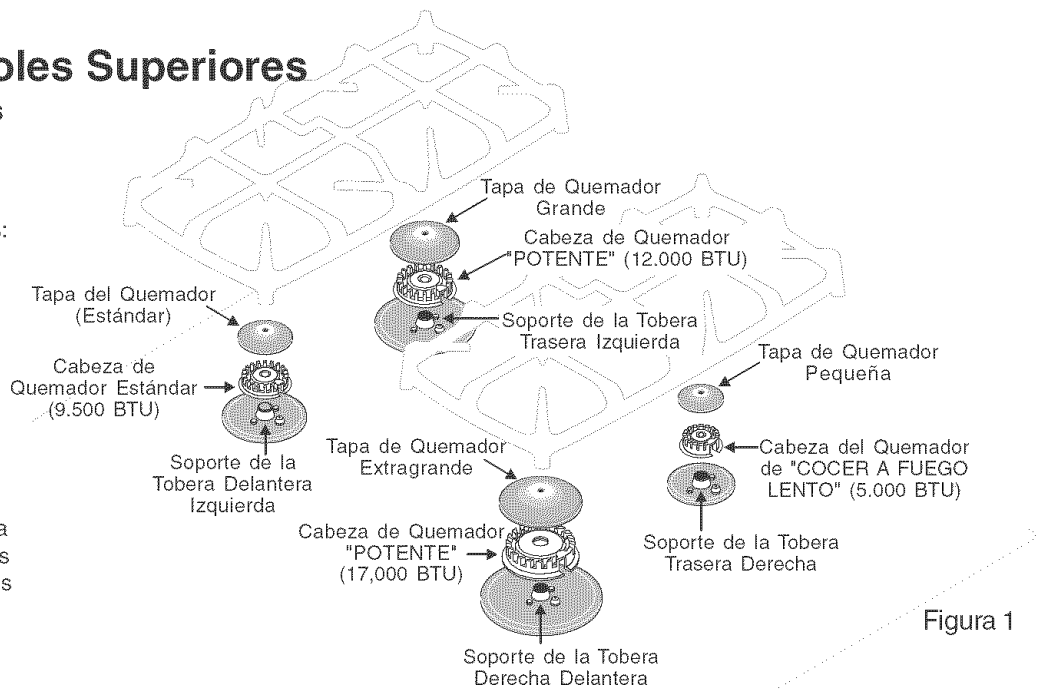 oles Superiores
s
s:
Tapa de Quemador
Grande
Cabeza de Quemador
"POTENTE" (12.000 BTU)
Soporte de la Tobera
Trasera Izquierda
Tapa del Quemador
(Estándar)
Cabeza de
Quemador Estándar
(9.500 BTU)
Soporte de la
Tobera Delantera
Izquierda
Tapa de Quemador
Pequeña
Cabeza del Quemador
de "COCER A FUEGO
LENTO" (5.000 BTU)
Soporte de la Tobera
Trasera Derecha
Tapa de Quemador
Extragrande
Cabeza de Quemador
"POTENTE"
(17,000 BTU)
Soporte de la Tobera
Derecha Delantera
a
s
s
Figura 1